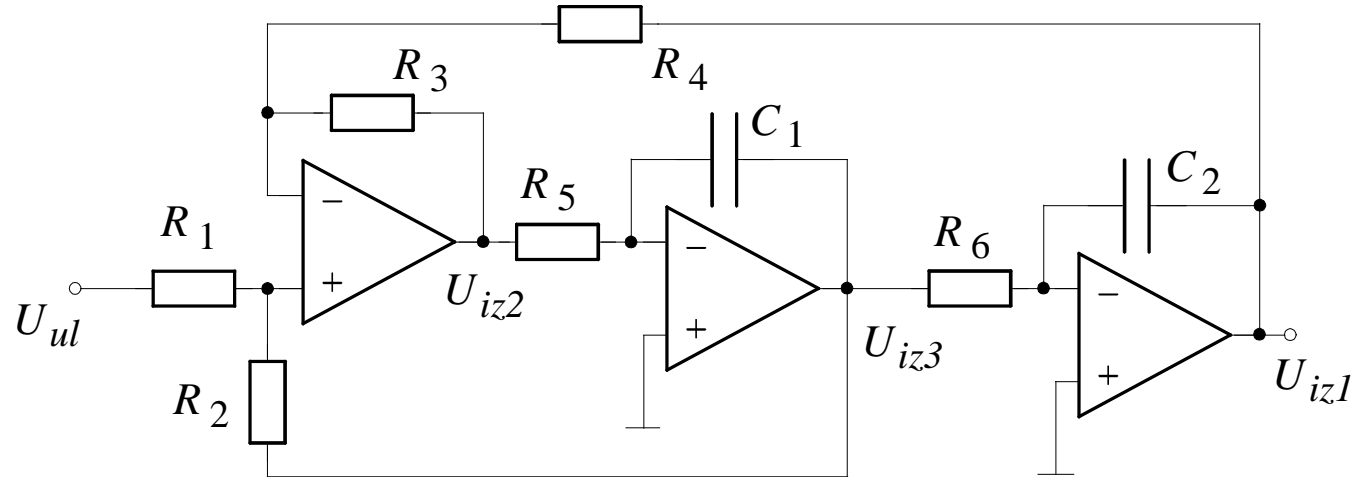 R3
R4
C1
C2
R5
R1
R6
−
+
−
+
−
+
Uul
Uiz2
Uiz3
Uiz1
R2